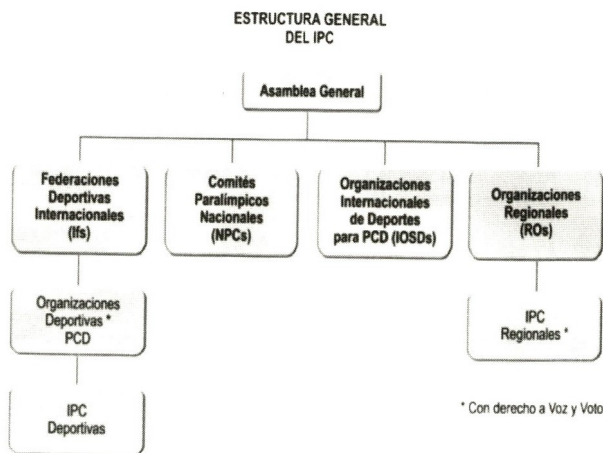 ESTRUCTURA GENERAL
DEL IPC
Asamblea General
Federaciones
Deportivas
Internacionales
(Ifs)
Comités
Paralímpicos
Nacionales
(NPCs)
Organizaciones
Internacionales
de Deportes
para PCD (IOSDs)
Organizaciones
Regionales
(ROs)
Organizaciones
Deportivas *
PCD
IPC
Regionales *
IPC
Deportivas
* Con derecho a Voz y Voto